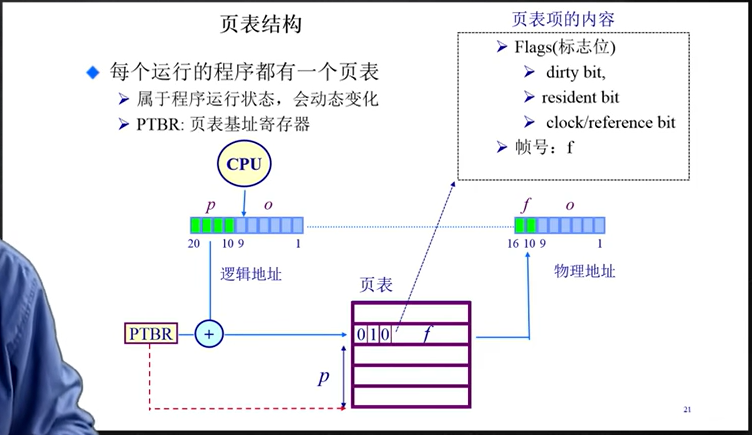 页表结构
页表项的内容
每个运行的程序都有一个页表
属于程序运行状态，会动态变化
PTBR: 页表基址寄存器
Flags(标志位)
dirty bit,
resident bit
clock/reference bit
帧号：f
CPU
p o
f o
20 10 9 1
16 10 9 1
逻辑地址
物理地址
页表
PTBR
+
0 1 0 f
p
21